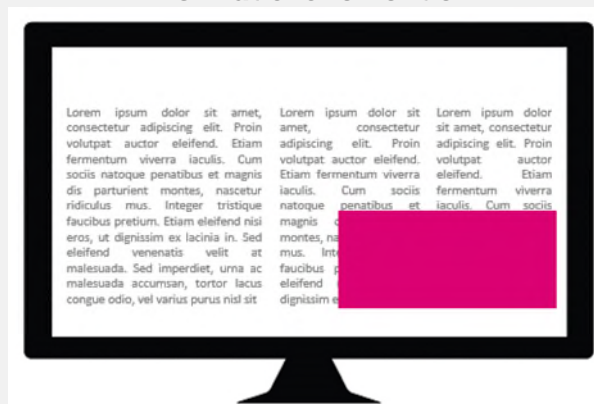 Lorem ipsum dolor sit amet,
consectetur adipiscing elit. Proin
volutpat auctor eleifend. Etiam
fermentum viverra iaculis. Cum
sociis natoque penatibus et magnis
dis parturient montes, nascetur
ridiculus mus. Integer tristique
faucibus pretium. Etiam eleifend nisi
eros, ut dignissim ex lacinia in. Sed
eleifend venenatis velit at
malesuada. Sed imperdiet, urna ac
malesuada accumsan, tortor lacus
congue odio, vel varius purus nisl sit
Lorem ipsum dolor sit
amet, consectetur
adipiscing elit. Proin
volutpat auctor eleifend.
Etiam fermentum viverra
iaculis. Cum sociis
natoque penatibus et
magnis
montes,
mus.
faucibus
eleifend
dignissim
Lorem ipsum dolor
sit amet, consectetur
adipiscing elit. Proin
volutpat auctor
eleifend. Etiam
fermentum viverra
iaculis. Cum sociis